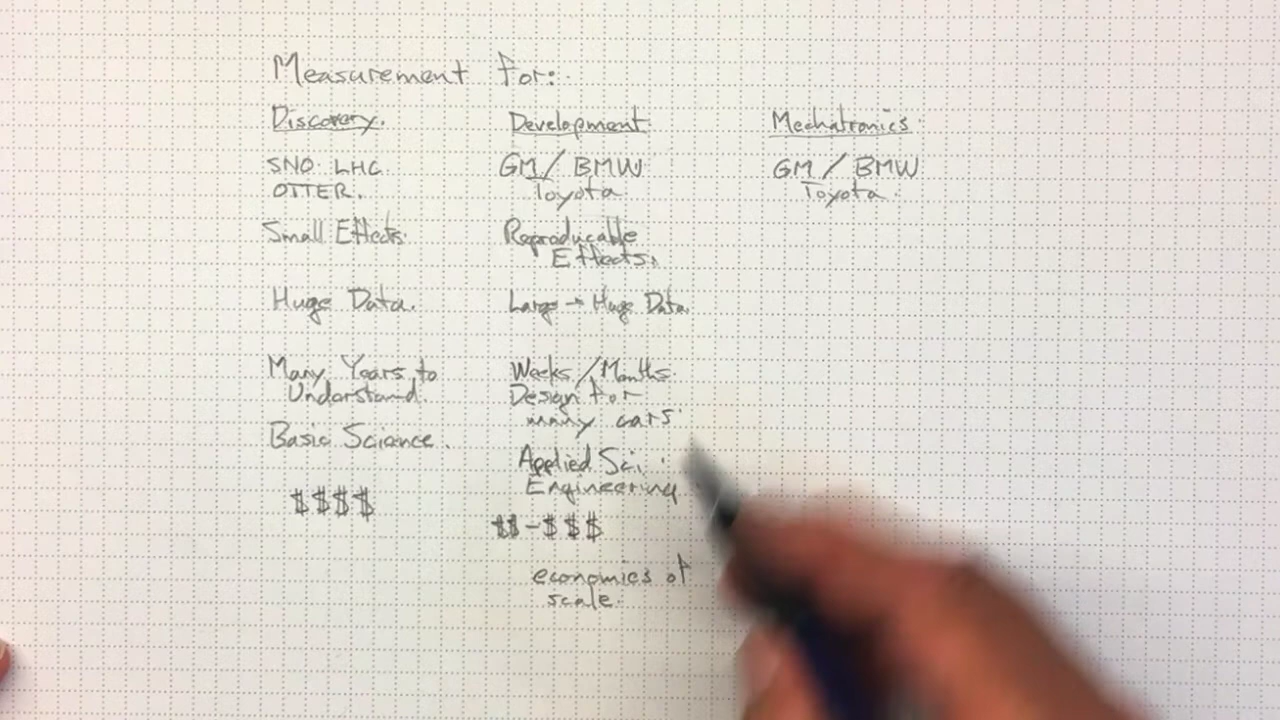 Measurement for:
Discovery.
SNO LHC
OTTER.
Small Effects.
Huge Data.
Many Years to
Understand.
Basic Science.
$$$$
Development
GM / BMW
Toyota
Reproducable
Effects.
Large → Huge Data.
Weeks / Months.
Design for
many cars.
Applied Sci.
Engineering
$$-$$$
economies of
scale.
Mechatronics
GM / BMW
Toyota.